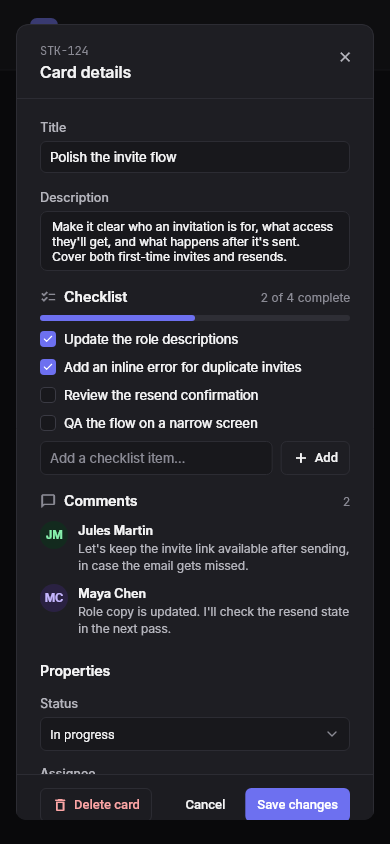 STK-124
Card details
Title
Polish the invite flow
Description
Make it clear who an invitation is for, what access
they'll get, and what happens after it's sent.
Cover both first-time invites and resends.
Checklist
2 of 4 complete
Update the role descriptions
Add an inline error for duplicate invites
Review the resend confirmation
QA the flow on a narrow screen
Add a checklist item...
Add
Comments
2
JM
Jules Martin
Let's keep the invite link available after sending,
in case the email gets missed.
MC
Maya Chen
Role copy is updated. I'll check the resend state
in the next pass.
Properties
Status
In progress
Assignee
Delete card
Cancel
Save changes